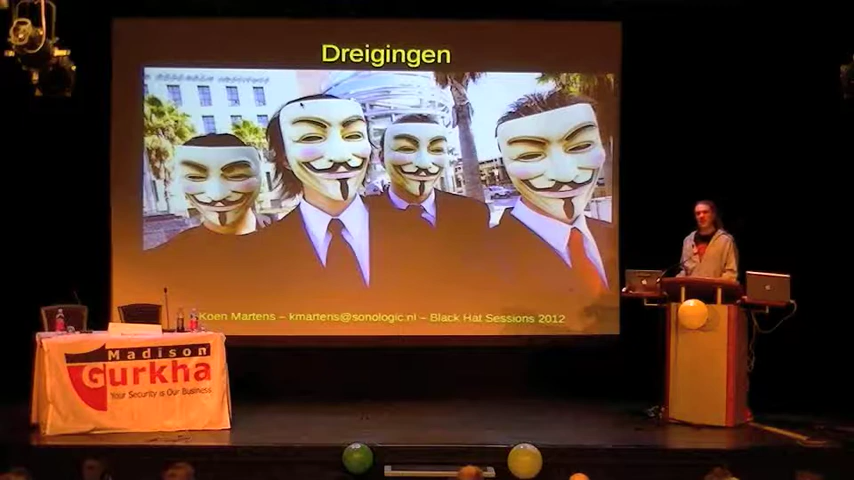 Dreigingen
Koen Martens – kmartens@sonologic.nl – Black Hat Sessions 2012
Madison
Gurkha
Your Security is Our Business